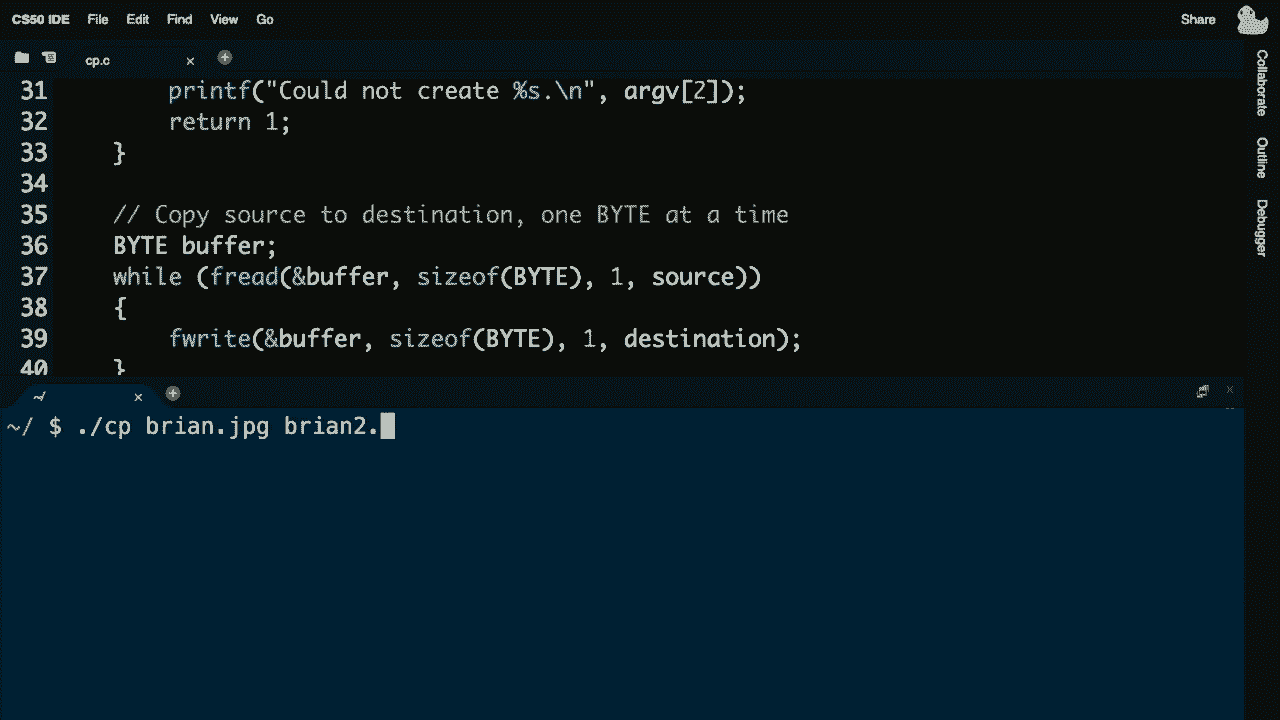 CS50 IDE File Edit Find View Go Share
cp.c
31 printf("Could not create %s.\n", argv[2]);
32 return 1;
33 }
34
35 // Copy source to destination, one BYTE at a time
36 BYTE buffer;
37 while (fread(&buffer, sizeof(BYTE), 1, source))
38 {
39 fwrite(&buffer, sizeof(BYTE), 1, destination);
40 }
~/
~/ $ ./cp brian.jpg brian2.
Collaborate
Outline
Debugger